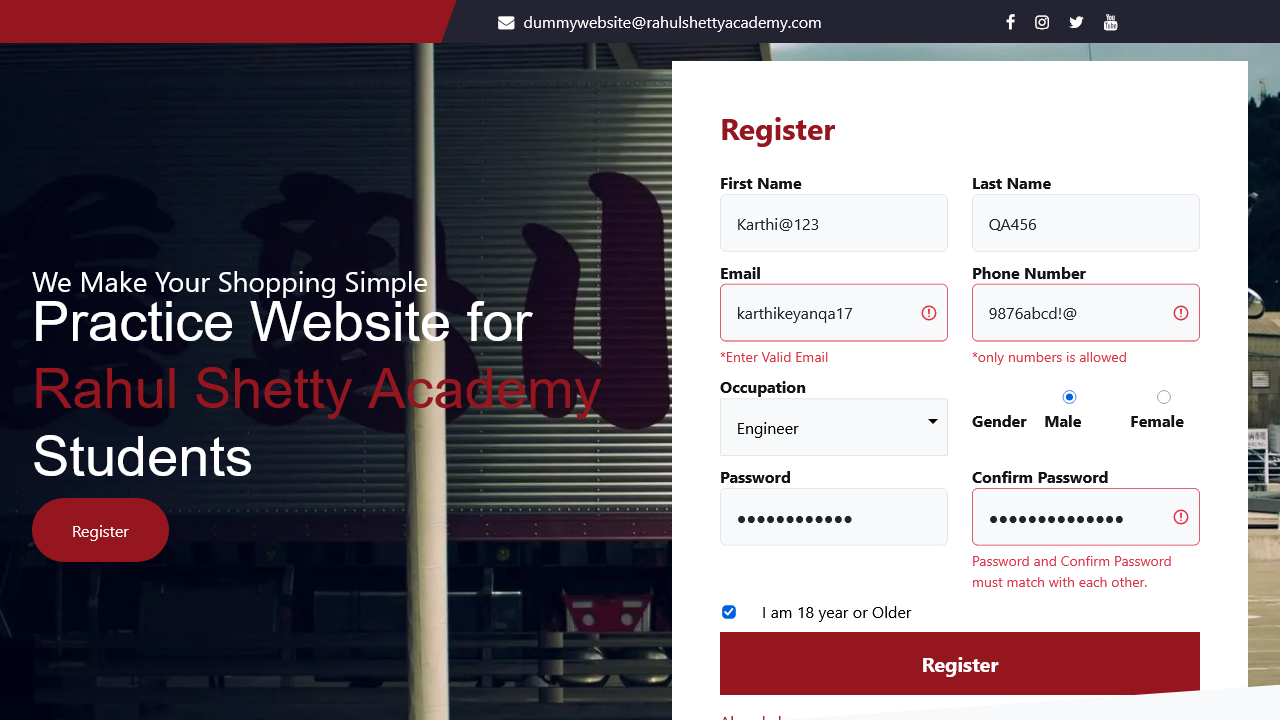 dummywebsite@rahulshettyacademy.com
We Make Your Shopping Simple
Practice Website for
Rahul Shetty Academy
Students
Register
Register
First Name
Last Name
Karthi@123
QA456
Email
Phone Number
karthikeyanqa17
9876abcd!@
*Enter Valid Email
*only numbers is allowed
Occupation
Engineer
Gender
Male
Female
Password
Confirm Password
Password and Confirm Password
must match with each other.
I am 18 year or Older
Register